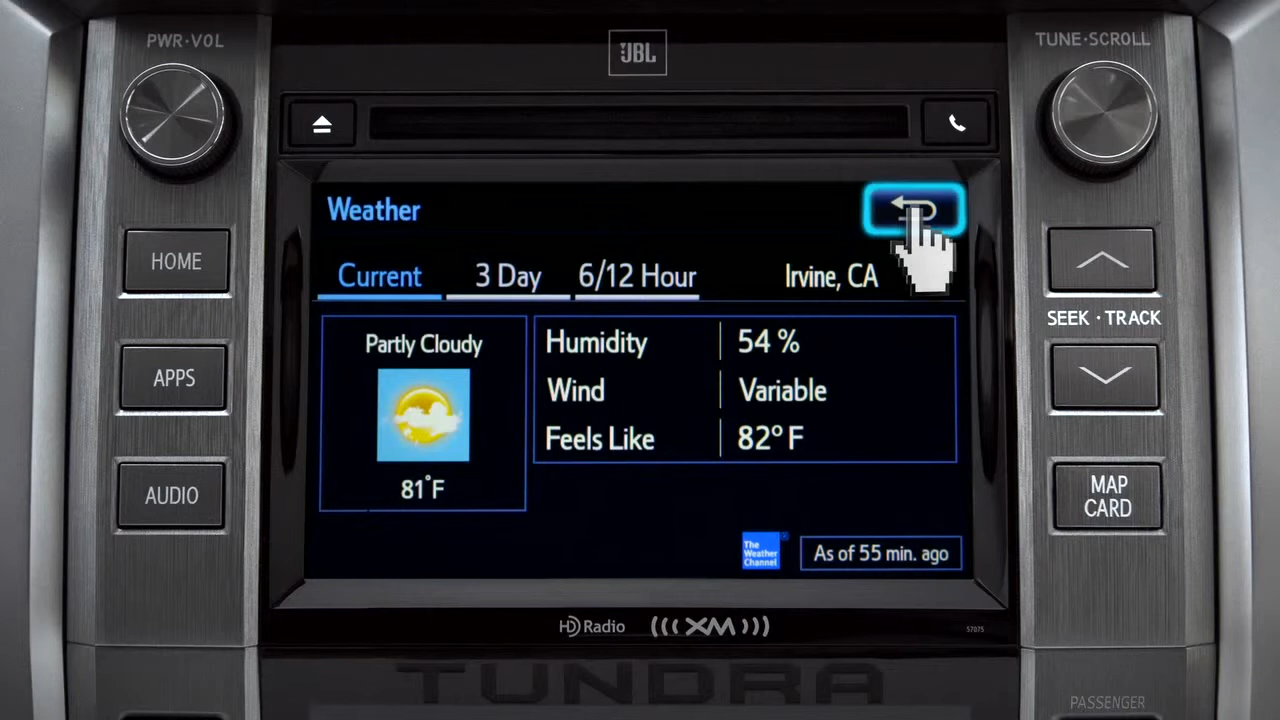 PWR·VOL
JBL
TUNE·SCROLL
Weather
HOME
Current
3 Day
6/12 Hour
Irvine, CA
SEEK · TRACK
Partly Cloudy
Humidity
54 %
APPS
Wind
Variable
Feels Like
82° F
81°F
AUDIO
MAP
CARD
The
Weather
Channel
As of 55 min. ago
HD Radio
(((XM)))
57075
TUNDRA
PASSENGER